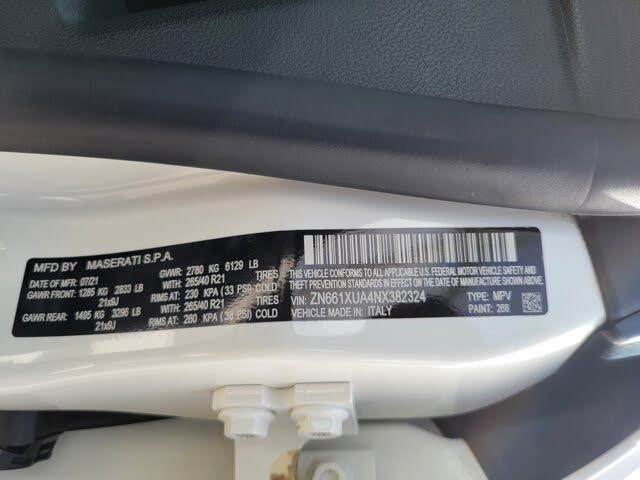 MFD BY MASERATI S.P.A.
DATE OF MFR: 07/21 GVWR: 2780 KG 6129 LB
GAWR FRONT: 1285 KG 2833 LB WITH: 265/40 R21 TIRES
21x9J RIMS AT: 230 KPA (33 PSI) COLD
GAWR REAR: 1495 KG 3296 LB WITH: 265/40 R21 TIRES
21x9J RIMS AT: 260 KPA (38 PSI) COLD
THIS VEHICLE CONFORMS TO ALL APPLICABLE U.S. FEDERAL MOTOR VEHICLE SAFETY, BUMPER, AND
THEFT PREVENTION STANDARDS IN EFFECT ON THE DATE OF MANUFACTURE SHOWN ABOVE.
VIN: ZN661XUA4NX382324 TYPE: MPV
VEHICLE MADE IN: ITALY PAINT: 268